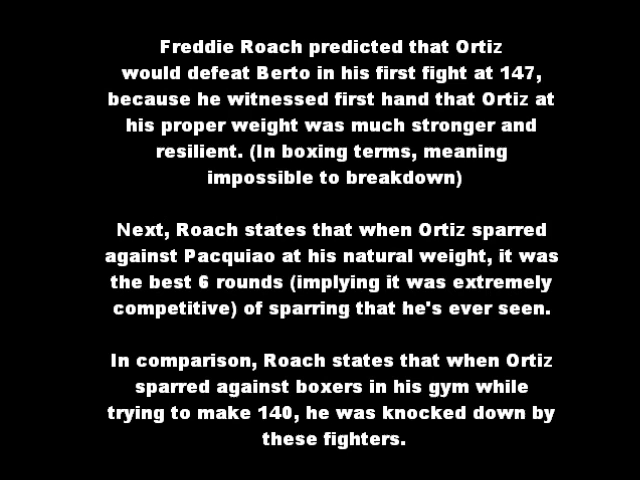 Freddie Roach predicted that Ortiz
would defeat Berto in his first fight at 147,
because he witnessed first hand that Ortiz at
his proper weight was much stronger and
resilient. (In boxing terms, meaning
impossible to breakdown)
Next, Roach states that when Ortiz sparred
against Pacquiao at his natural weight, it was
the best 6 rounds (implying it was extremely
competitive) of sparring that he's ever seen.
In comparison, Roach states that when Ortiz
sparred against boxers in his gym while
trying to make 140, he was knocked down by
these fighters.